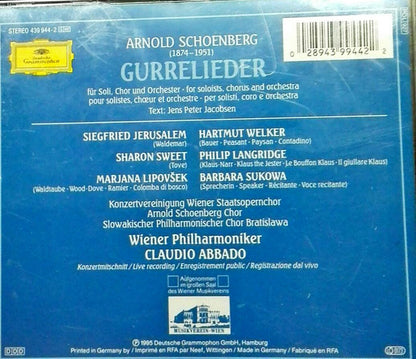 STEREO 439 944-2
Deutsche
Grammophon
ARNOLD SCHOENBERG
(1874-1951)
GURRELIEDER
für Soli, Chor und Orchester · for soloists, chorus and orchestra
pour solistes, chœur et orchestre · per solisti, coro e orchestra
Text: Jens Peter Jacobsen
0 28943 99442 2
SIEGFRIED JERUSALEM
(Waldemar)
HARTMUT WELKER
(Bauer · Peasant · Paysan · Contadino)
SHARON SWEET
(Tove)
PHILIP LANGRIDGE
(Klaus-Narr · Klaus the Jester · Le Bouffon Klaus · Il giullare Klaus)
MARJANA LIPOVŠEK
(Waldtaube · Wood-Dove · Ramier · Colomba di bosco)
BARBARA SUKOWA
(Sprecherin · Speaker · Récitante · Voce recitante)
Konzertvereinigung Wiener Staatsopernchor
Arnold Schoenberg Chor
Slowakischer Philharmonischer Chor Bratislava
Wiener Philharmoniker
CLAUDIO ABBADO
Konzertmitschnitt / Live recording / Enregistrement public / Registrazione dal vivo
Aufgenommen
im großen Saal
des Wiener Musikvereins
MUSIKVEREIN·WIEN
℗ 1995 Deutsche Grammophon GmbH, Hamburg
DDD
Printed in Germany by / Imprimé en RFA par Neef, Wittingen / Made in Germany / Fabriqué en RFA